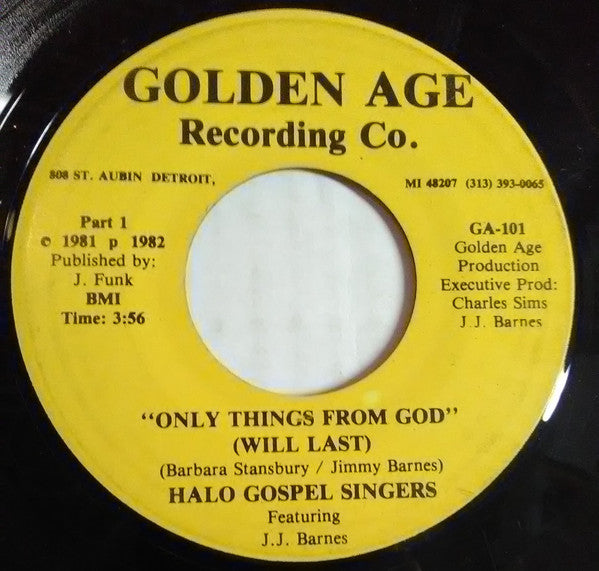 GOLDEN AGE
Recording Co.
808 ST. AUBIN DETROIT, MI 48207 (313) 393-0065
Part 1
© 1981 p 1982
Published by:
J. Funk
BMI
Time: 3:56
GA-101
Golden Age
Production
Executive Prod:
Charles Sims
J.J. Barnes
“ONLY THINGS FROM GOD”
(WILL LAST)
(Barbara Stansbury / Jimmy Barnes)
HALO GOSPEL SINGERS
Featuring
J.J. Barnes